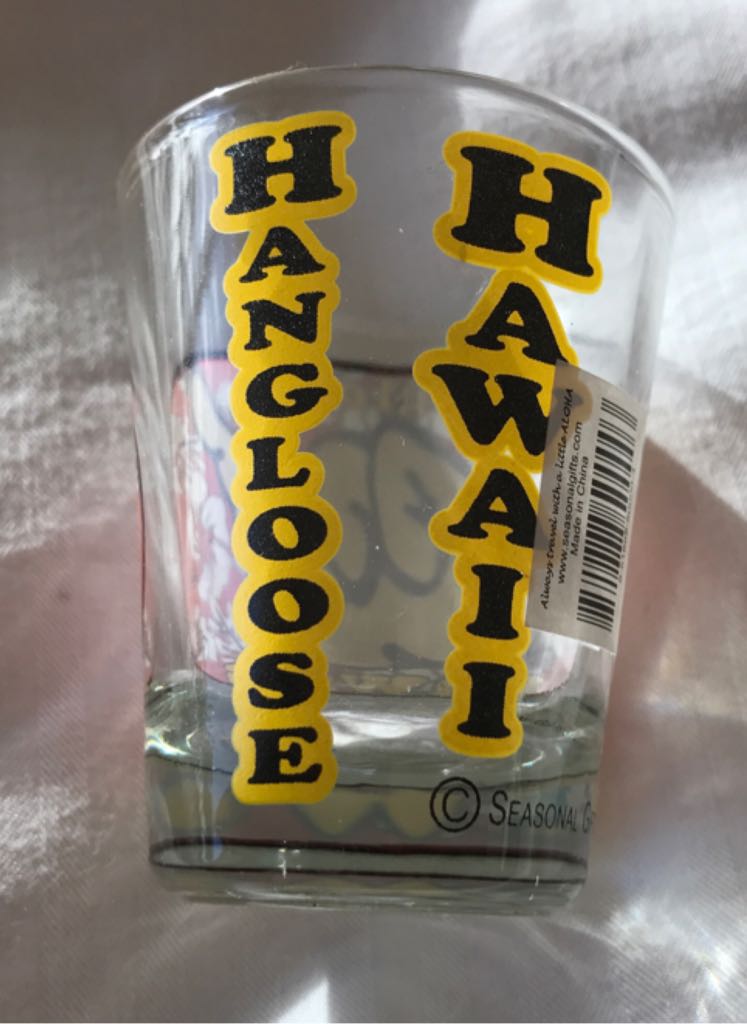 HANGLOOSE
HAWAII
Always travel with a little ALOHA
www.seasonalgifts.com
Made in China
© SEASONAL G